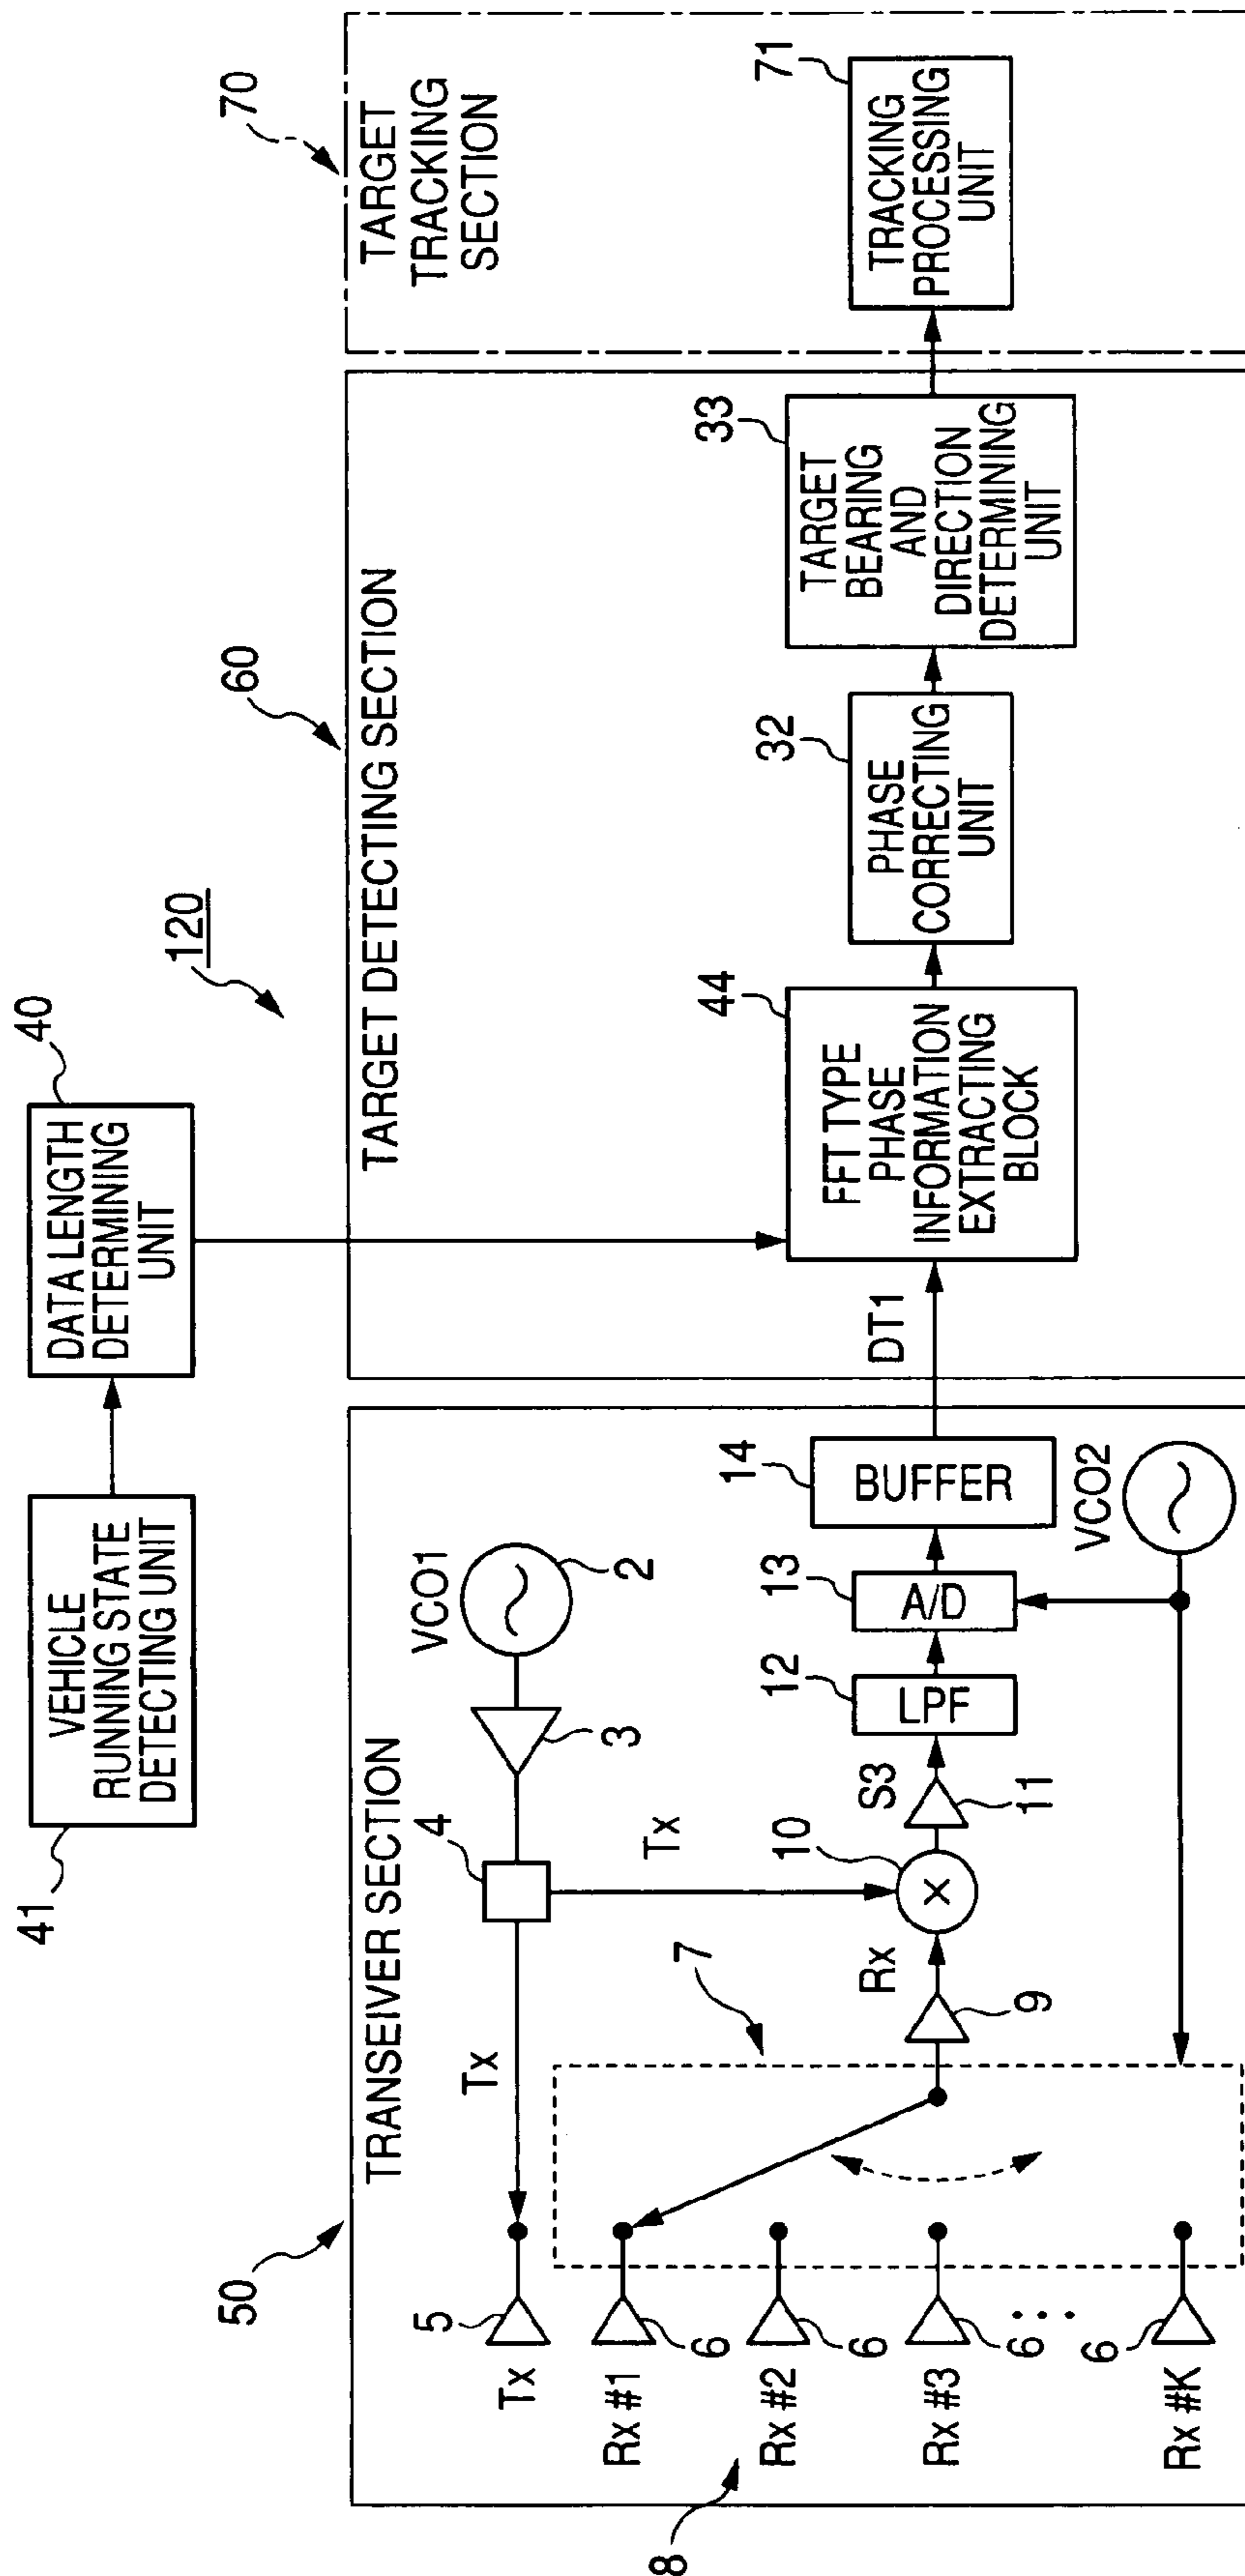 41
VEHICLE
RUNNING STATE
DETECTING UNIT
40
DATA LENGTH
DETERMINING
UNIT
120
50
TRANSEIVER SECTION
VCO1
2
3
4
Tx
Tx
5
Tx
Rx #1
6
Rx #2
6
Rx #3
6
• • •
Rx #K
6
8
7
Rx
9
10
S3
11
12
LPF
13
A/D
14
BUFFER
VCO2
60
TARGET DETECTING SECTION
DT1
44
FFT TYPE
PHASE
INFORMATION
EXTRACTING
BLOCK
32
PHASE
CORRECTING
UNIT
33
TARGET
BEARING
AND
DIRECTION
DETERMINING
UNIT
70
TARGET
TRACKING
SECTION
71
TRACKING
PROCESSING
UNIT